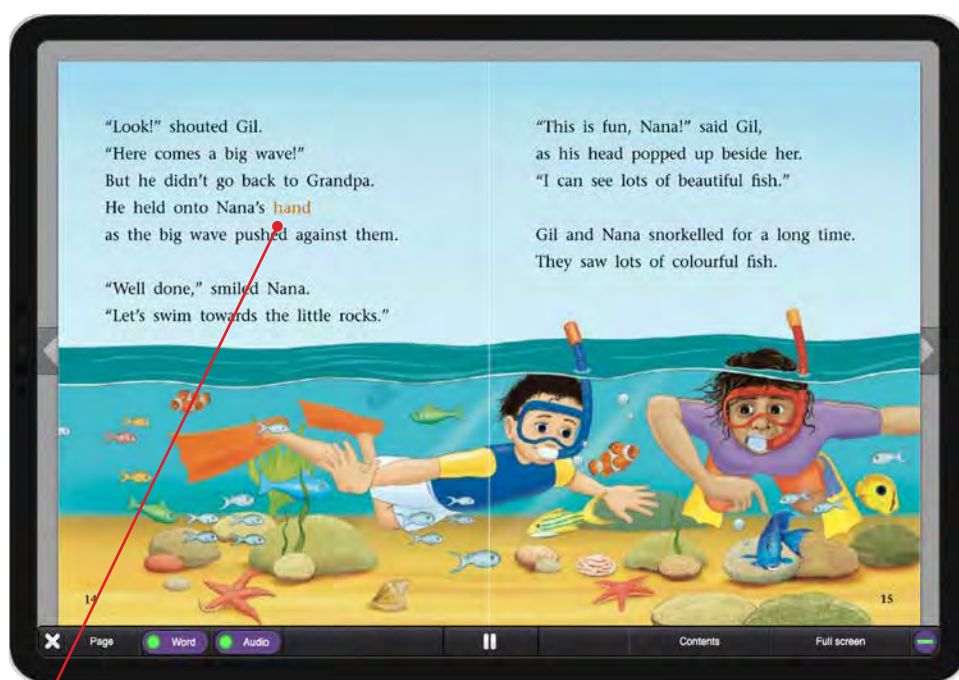 “Look!” shouted Gil.
“Here comes a big wave!”
But he didn’t go back to Grandpa.
He held onto Nana’s hand
as the big wave pushed against them.
“Well done,” smiled Nana.
“Let’s swim towards the little rocks.”
14
“This is fun, Nana!” said Gil,
as his head popped up beside her.
“I can see lots of beautiful fish.”
Gil and Nana snorkelled for a long time.
They saw lots of colourful fish.
15
Page Word Audio Contents Full screen